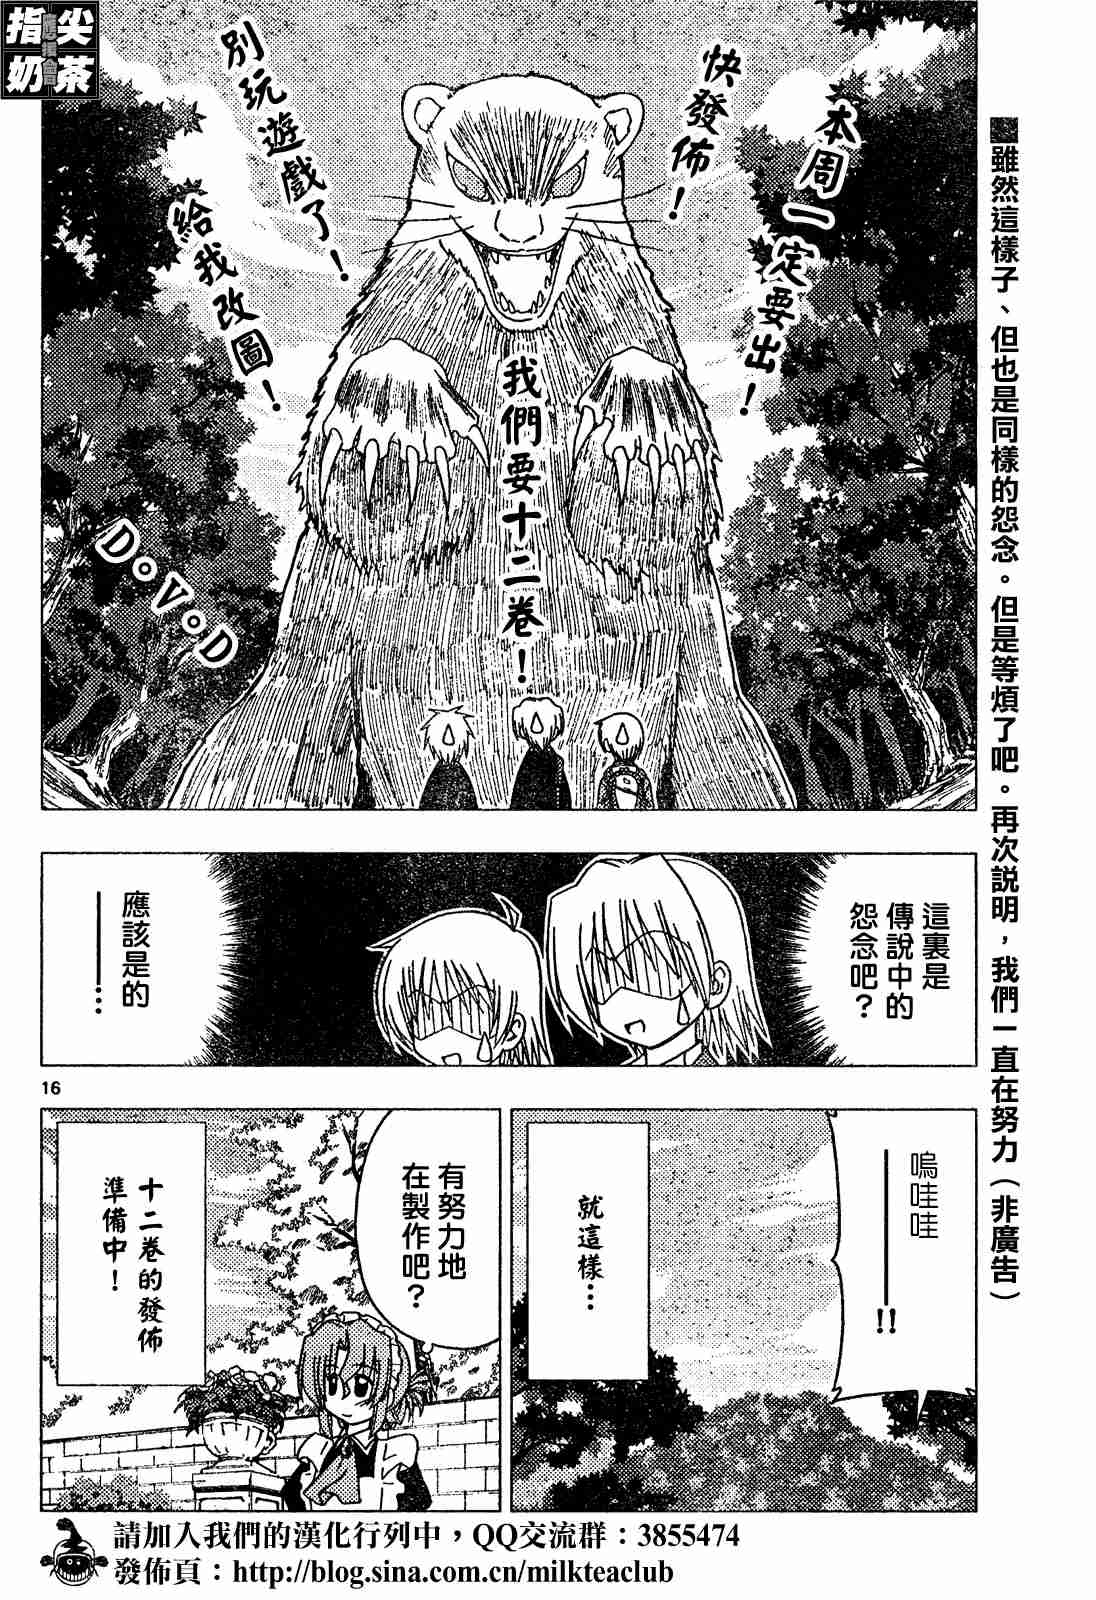 指尖
奶茶
應援會
本周一定要出！
快發佈！
別玩遊戲了！
給我改圖！
我們要十二卷！
D。V。D
■雖然這樣子、但也是同樣的怨念。但是等煩了吧。再次説明，我們一直在努力（非廣告）
這裏是
傳說中的
怨念吧？
應該是的
——…
16
嗚哇哇
——!!
就這樣…
有努力地
在製作吧？
十二卷的發佈
準備中！
請加入我們的漢化行列中，QQ交流群：3855474
發佈頁：http://blog.sina.com.cn/milkteaclub